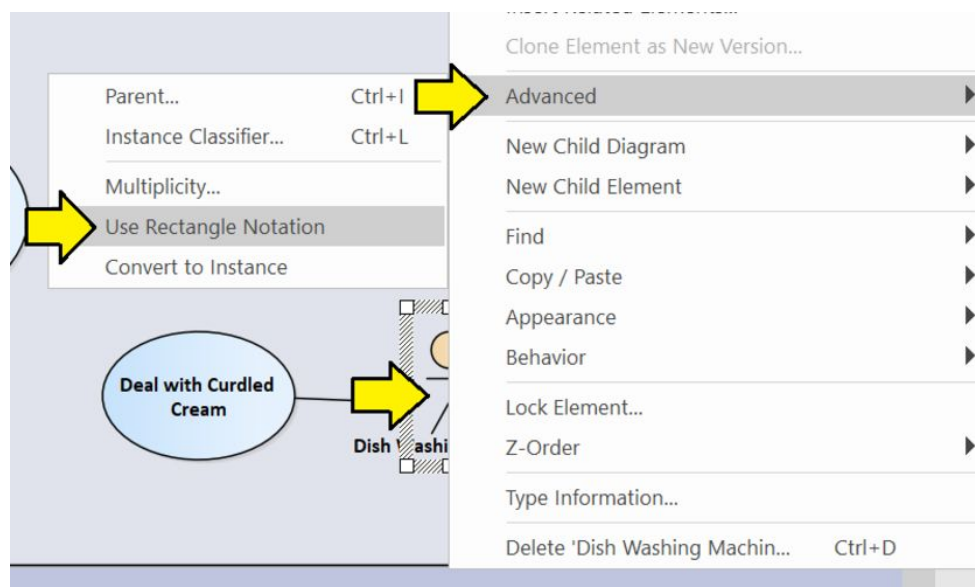 Clone Element as New Version...
Advanced
Parent... Ctrl+I
Instance Classifier... Ctrl+L
Multiplicity...
Use Rectangle Notation
Convert to Instance
New Child Diagram
New Child Element
Find
Copy / Paste
Appearance
Behavior
Lock Element...
Z-Order
Type Information...
Delete 'Dish Washing Machin... Ctrl+D
Deal with Curdled
Cream
Dish